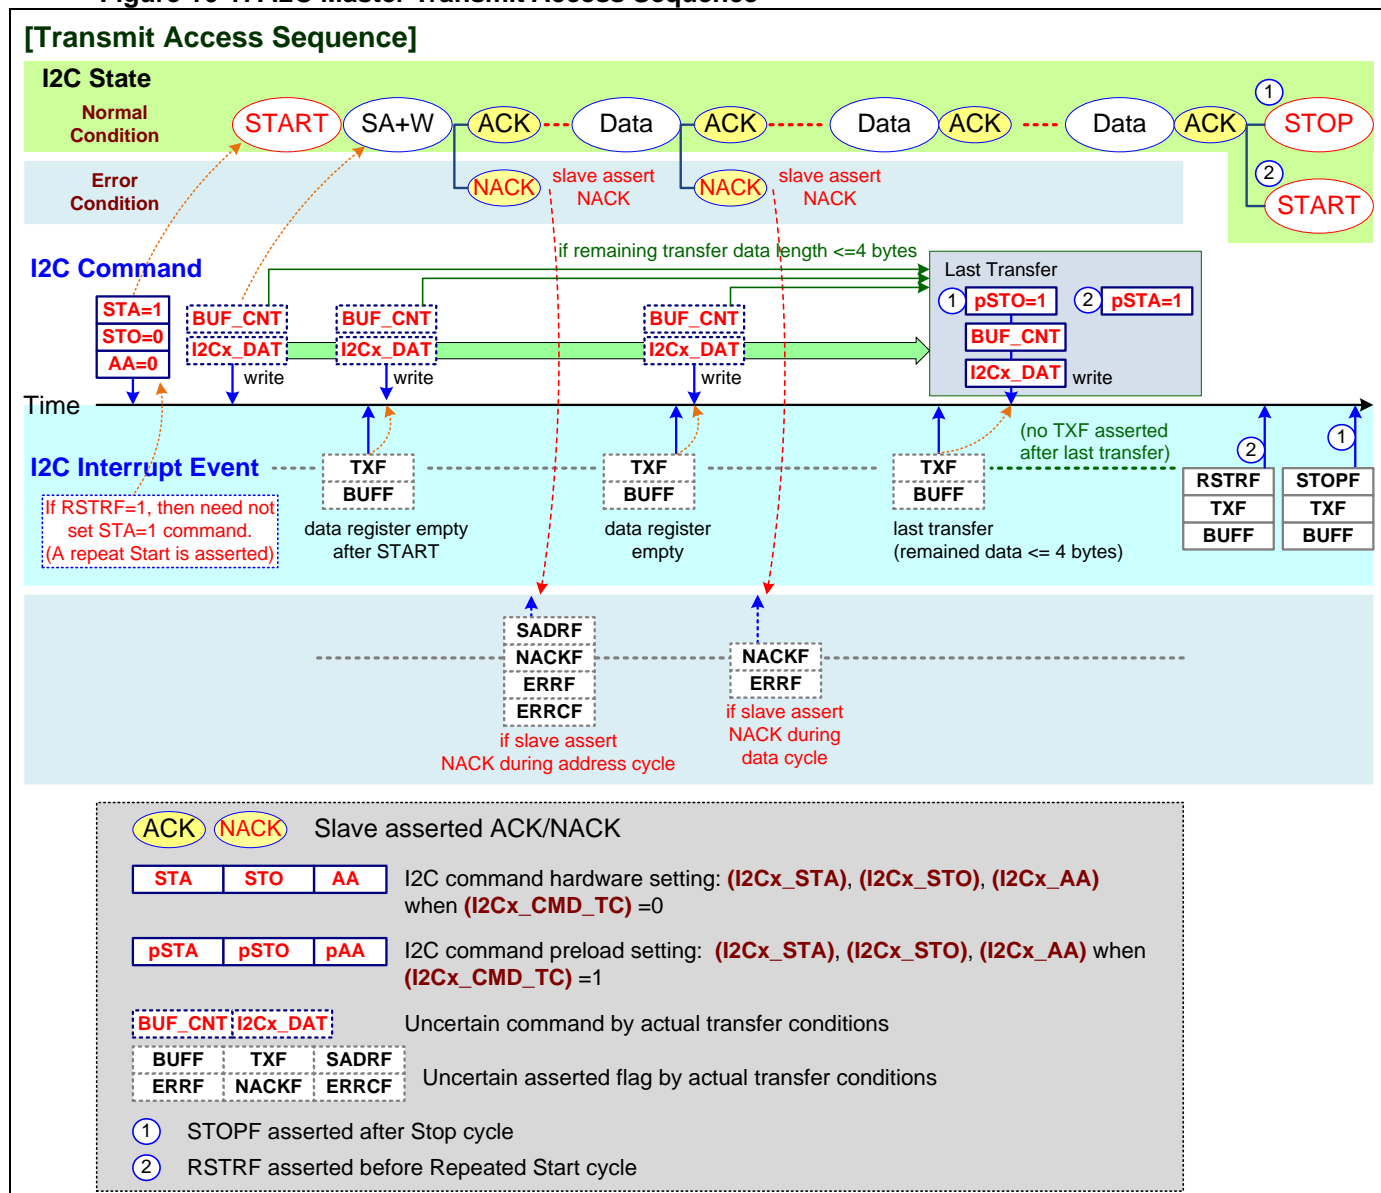 [Transmit Access Sequence]
I2C State
Normal
Condition
START
SA+W
ACK
Data
ACK
Data
ACK
Data
ACK
1
STOP
Error
Condition
NACK
slave assert
NACK
NACK
slave assert
NACK
2
START
if remaining transfer data length <=4 bytes
I2C Command
STA=1
STO=0
AA=0
BUF_CNT
I2Cx_DAT
write
BUF_CNT
I2Cx_DAT
write
BUF_CNT
I2Cx_DAT
write
Last Transfer
1
pSTO=1
2
pSTA=1
BUF_CNT
I2Cx_DAT
write
Time
I2C Interrupt Event
If RSTRF=1, then need not
set STA=1 command.
(A repeat Start is asserted)
TXF
BUFF
data register empty
after START
TXF
BUFF
data register
empty
TXF
BUFF
last transfer
(remained data <= 4 bytes)
(no TXF asserted
after last transfer)
2
RSTRF
TXF
BUFF
1
STOPF
TXF
BUFF
SADRF
NACKF
ERRF
ERRCF
if slave assert
NACK during address cycle
NACKF
ERRF
if slave assert
NACK during
data cycle
ACK NACK Slave asserted ACK/NACK
STA STO AA I2C command hardware setting: (I2Cx_STA), (I2Cx_STO), (I2Cx_AA)
when (I2Cx_CMD_TC) =0
pSTA pSTO pAA I2C command preload setting: (I2Cx_STA), (I2Cx_STO), (I2Cx_AA) when
(I2Cx_CMD_TC) =1
BUF_CNT I2Cx_DAT Uncertain command by actual transfer conditions
BUFF TXF SADRF
ERRF NACKF ERRCF
Uncertain asserted flag by actual transfer conditions
1 STOPF asserted after Stop cycle
2 RSTRF asserted before Repeated Start cycle